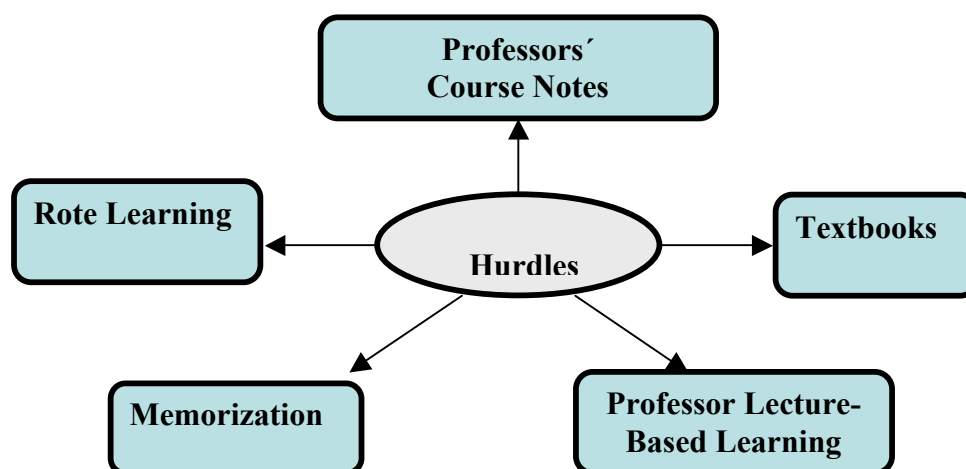 Professors´
Course Notes
Rote Learning
Textbooks
Hurdles
Memorization
Professor Lecture-
Based Learning